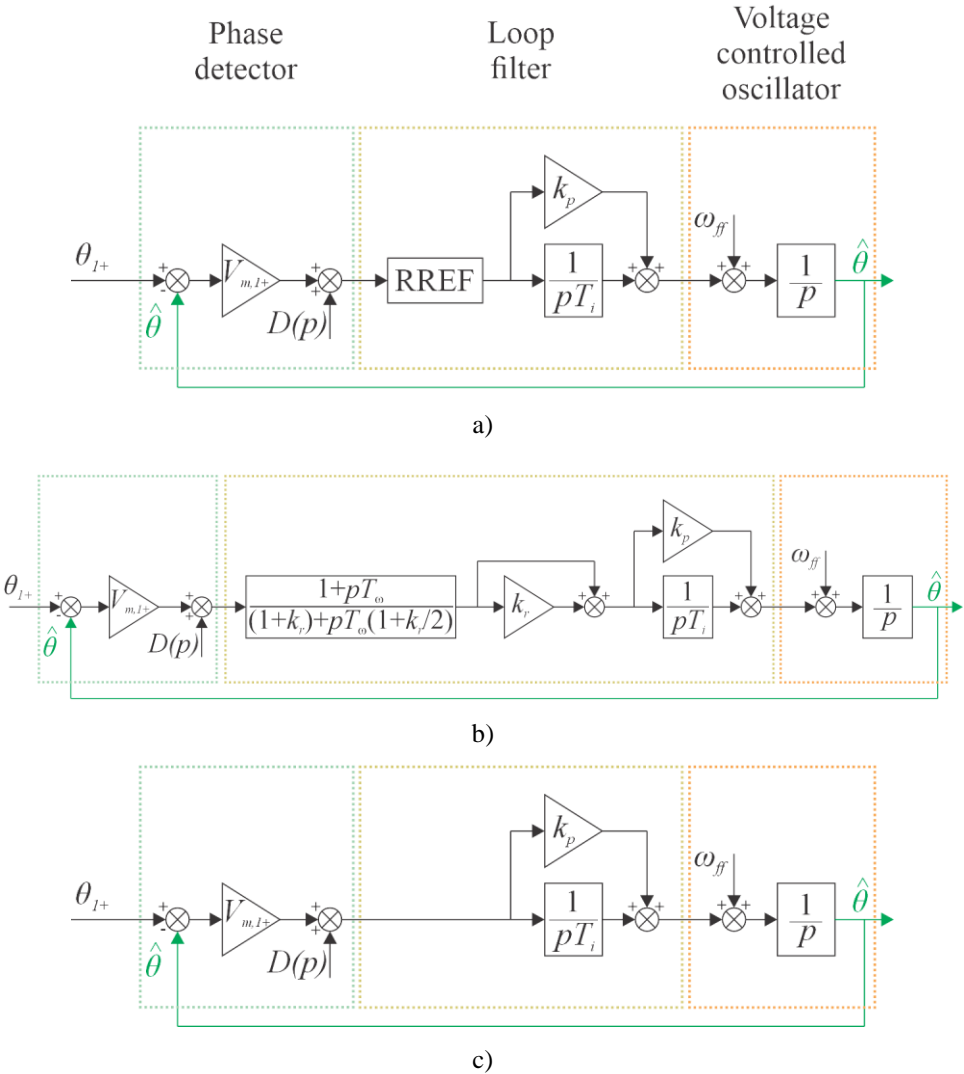 Phase
detector
Loop
filter
Voltage
controlled
oscillator
k_p
ω_ff
θ_1+
+
-
V_m,1+
+
+
D(p)
RREF
1
pT_i
+
+
+
+
1
p
θ̂
θ̂
a)
k_p
ω_ff
θ_1+
+
-
V_m,1+
+
+
D(p)
1+pT_ω
(1+k_r)+pT_ω(1+k_r/2)
k_r
+
+
1
pT_i
+
+
+
+
1
p
θ̂
θ̂
b)
k_p
ω_ff
θ_1+
+
-
V_m,1+
+
+
D(p)
1
pT_i
+
+
+
+
1
p
θ̂
θ̂
c)